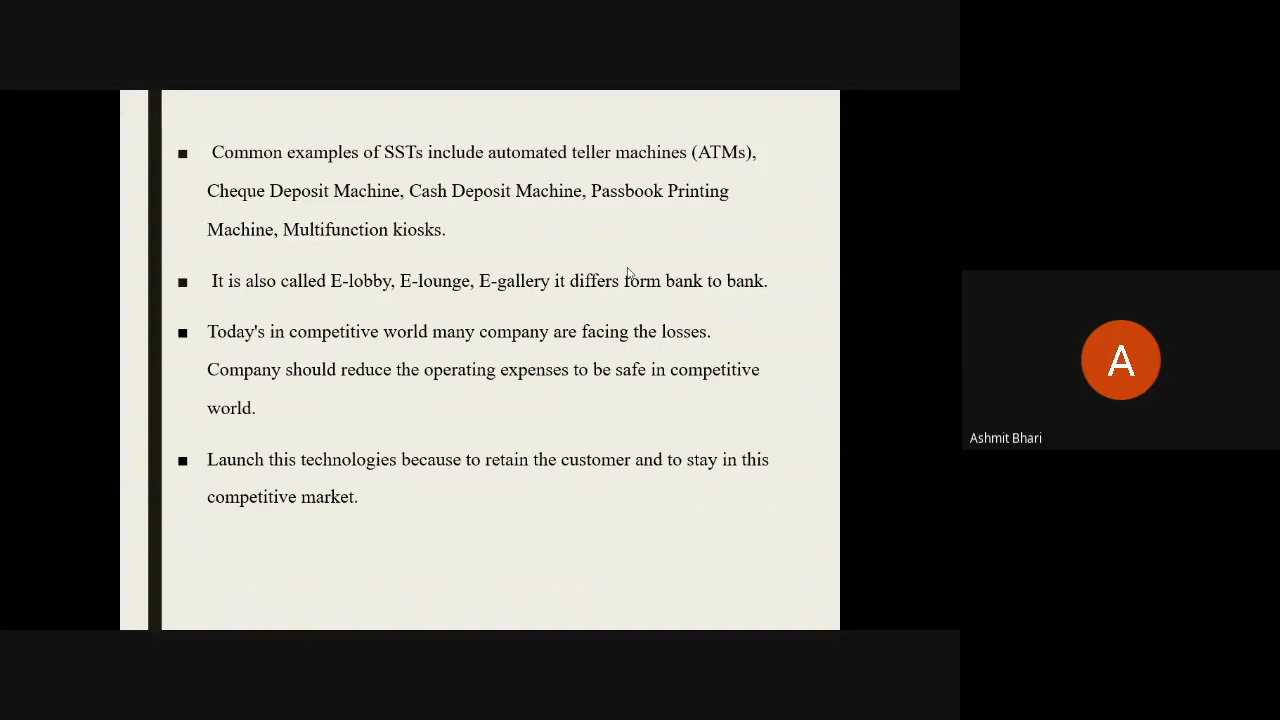 ■ Common examples of SSTs include automated teller machines (ATMs),
Cheque Deposit Machine, Cash Deposit Machine, Passbook Printing
Machine, Multifunction kiosks.
■ It is also called E-lobby, E-lounge, E-gallery it differs form bank to bank.
■ Today's in competitive world many company are facing the losses.
Company should reduce the operating expenses to be safe in competitive
world.
■ Launch this technologies because to retain the customer and to stay in this
competitive market.
A
Ashmit Bhari